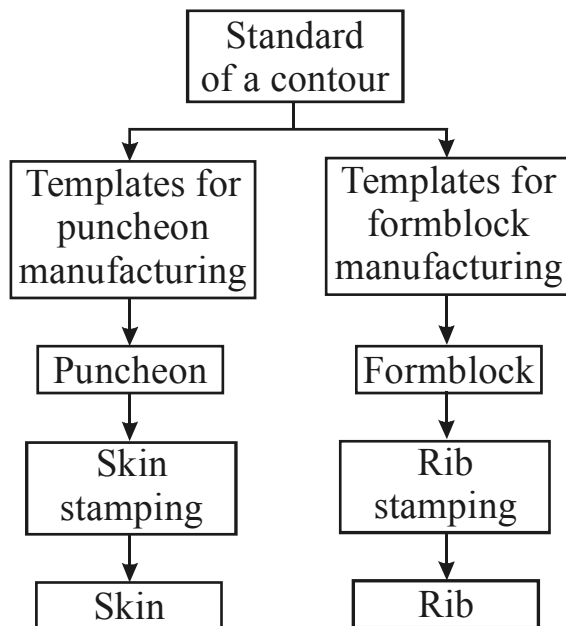 Standard
of a contour
Templates for
puncheon
manufacturing
Templates for
formblock
manufacturing
Puncheon
Formblock
Skin
stamping
Rib
stamping
Skin
Rib